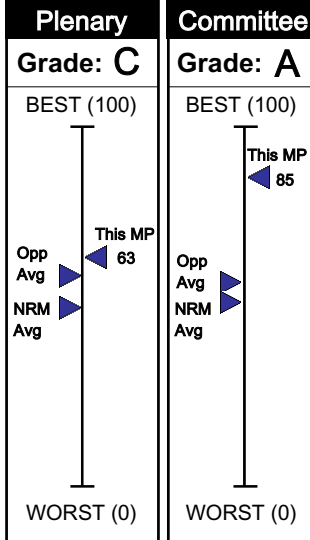 Plenary
Grade: C
BEST (100)
This MP
63
Opp
Avg
NRM
Avg
WORST (0)
Committee
Grade: A
BEST (100)
This MP
85
Opp
Avg
NRM
Avg
WORST (0)